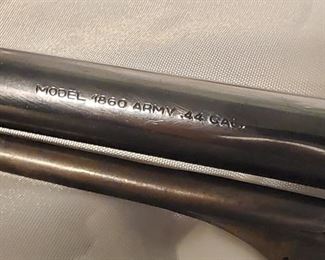 MODEL 1860 ARMY .44 CAL.